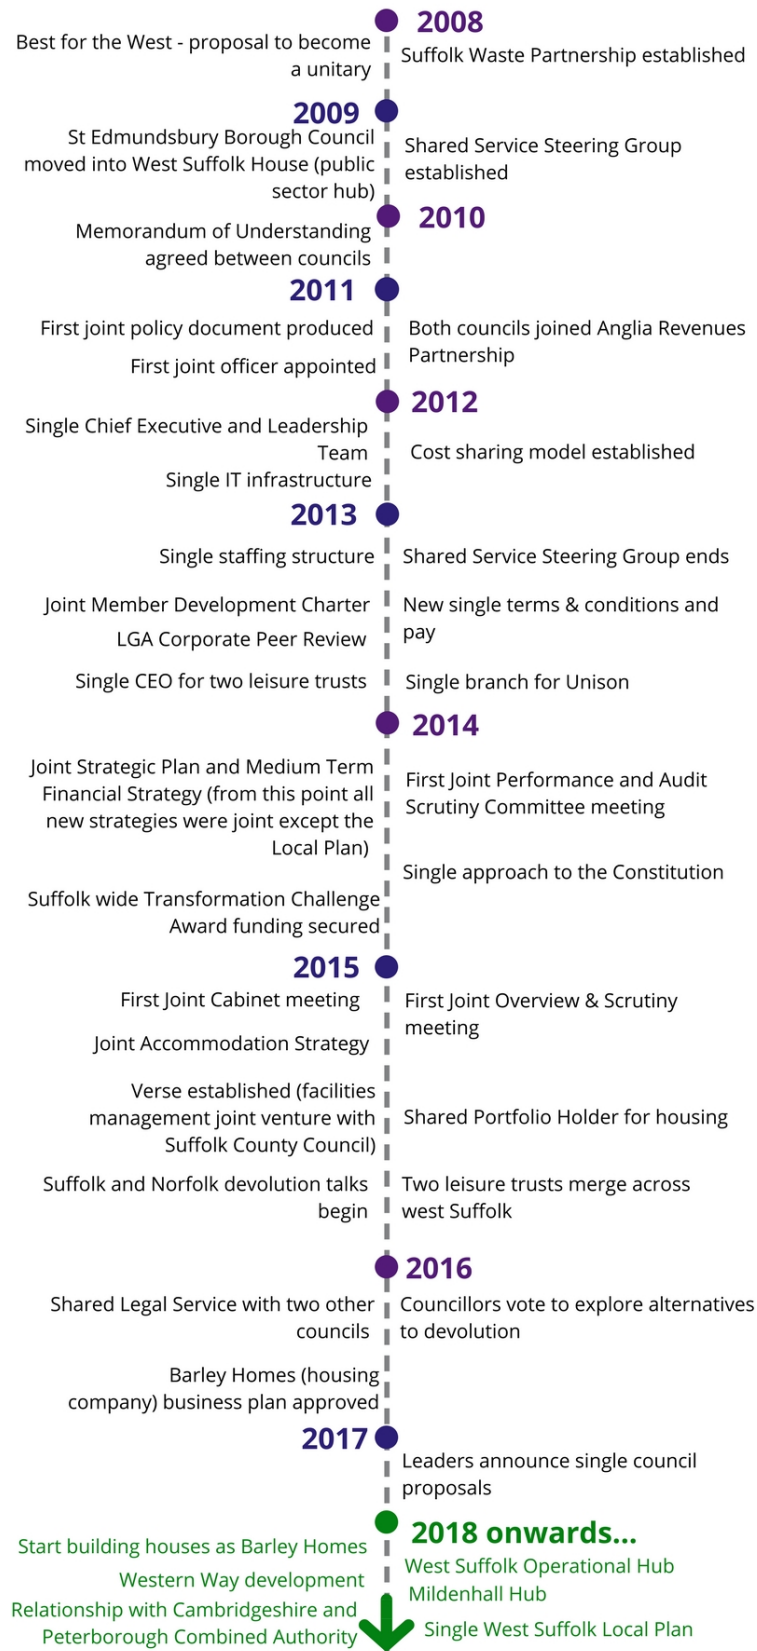 2008
Best for the West - proposal to become
a unitary
Suffolk Waste Partnership established
2009
St Edmundsbury Borough Council
moved into West Suffolk House (public
sector hub)
Shared Service Steering Group
established
2010
Memorandum of Understanding
agreed between councils
2011
First joint policy document produced
First joint officer appointed
Both councils joined Anglia Revenues
Partnership
2012
Single Chief Executive and Leadership
Team
Single IT infrastructure
Cost sharing model established
2013
Single staffing structure
Shared Service Steering Group ends
Joint Member Development Charter
New single terms & conditions and
pay
LGA Corporate Peer Review
Single CEO for two leisure trusts
Single branch for Unison
2014
Joint Strategic Plan and Medium Term
Financial Strategy (from this point all
new strategies were joint except the
Local Plan)
First Joint Performance and Audit
Scrutiny Committee meeting
Single approach to the Constitution
Suffolk wide Transformation Challenge
Award funding secured
2015
First Joint Cabinet meeting
First Joint Overview & Scrutiny
meeting
Joint Accommodation Strategy
Verse established (facilities
management joint venture with
Suffolk County Council)
Shared Portfolio Holder for housing
Suffolk and Norfolk devolution talks
begin
Two leisure trusts merge across
west Suffolk
2016
Shared Legal Service with two other
councils
Councillors vote to explore alternatives
to devolution
Barley Homes (housing
company) business plan approved
2017
Leaders announce single council
proposals
2018 onwards...
Start building houses as Barley Homes
Western Way development
Relationship with Cambridgeshire and
Peterborough Combined Authority
West Suffolk Operational Hub
Mildenhall Hub
Single West Suffolk Local Plan